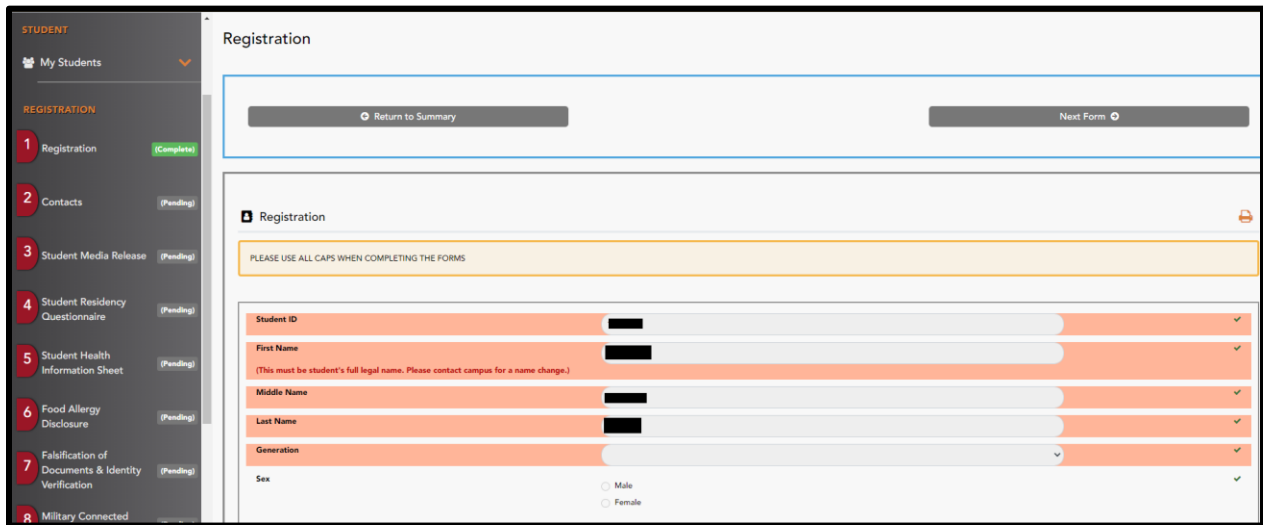 STUDENT
My Students
REGISTRATION
1 Registration (Complete)
2 Contacts (Pending)
3 Student Media Release (Pending)
4 Student Residency
Questionnaire (Pending)
5 Student Health
Information Sheet (Pending)
6 Food Allergy
Disclosure (Pending)
7 Falsification of
Documents & Identity
Verification (Pending)
8 Military Connected
Registration
Return to Summary
Next Form
Registration
PLEASE USE ALL CAPS WHEN COMPLETING THE FORMS
Student ID
First Name
(This must be student's full legal name. Please contact campus for a name change.)
Middle Name
Last Name
Generation
Sex
Male
Female